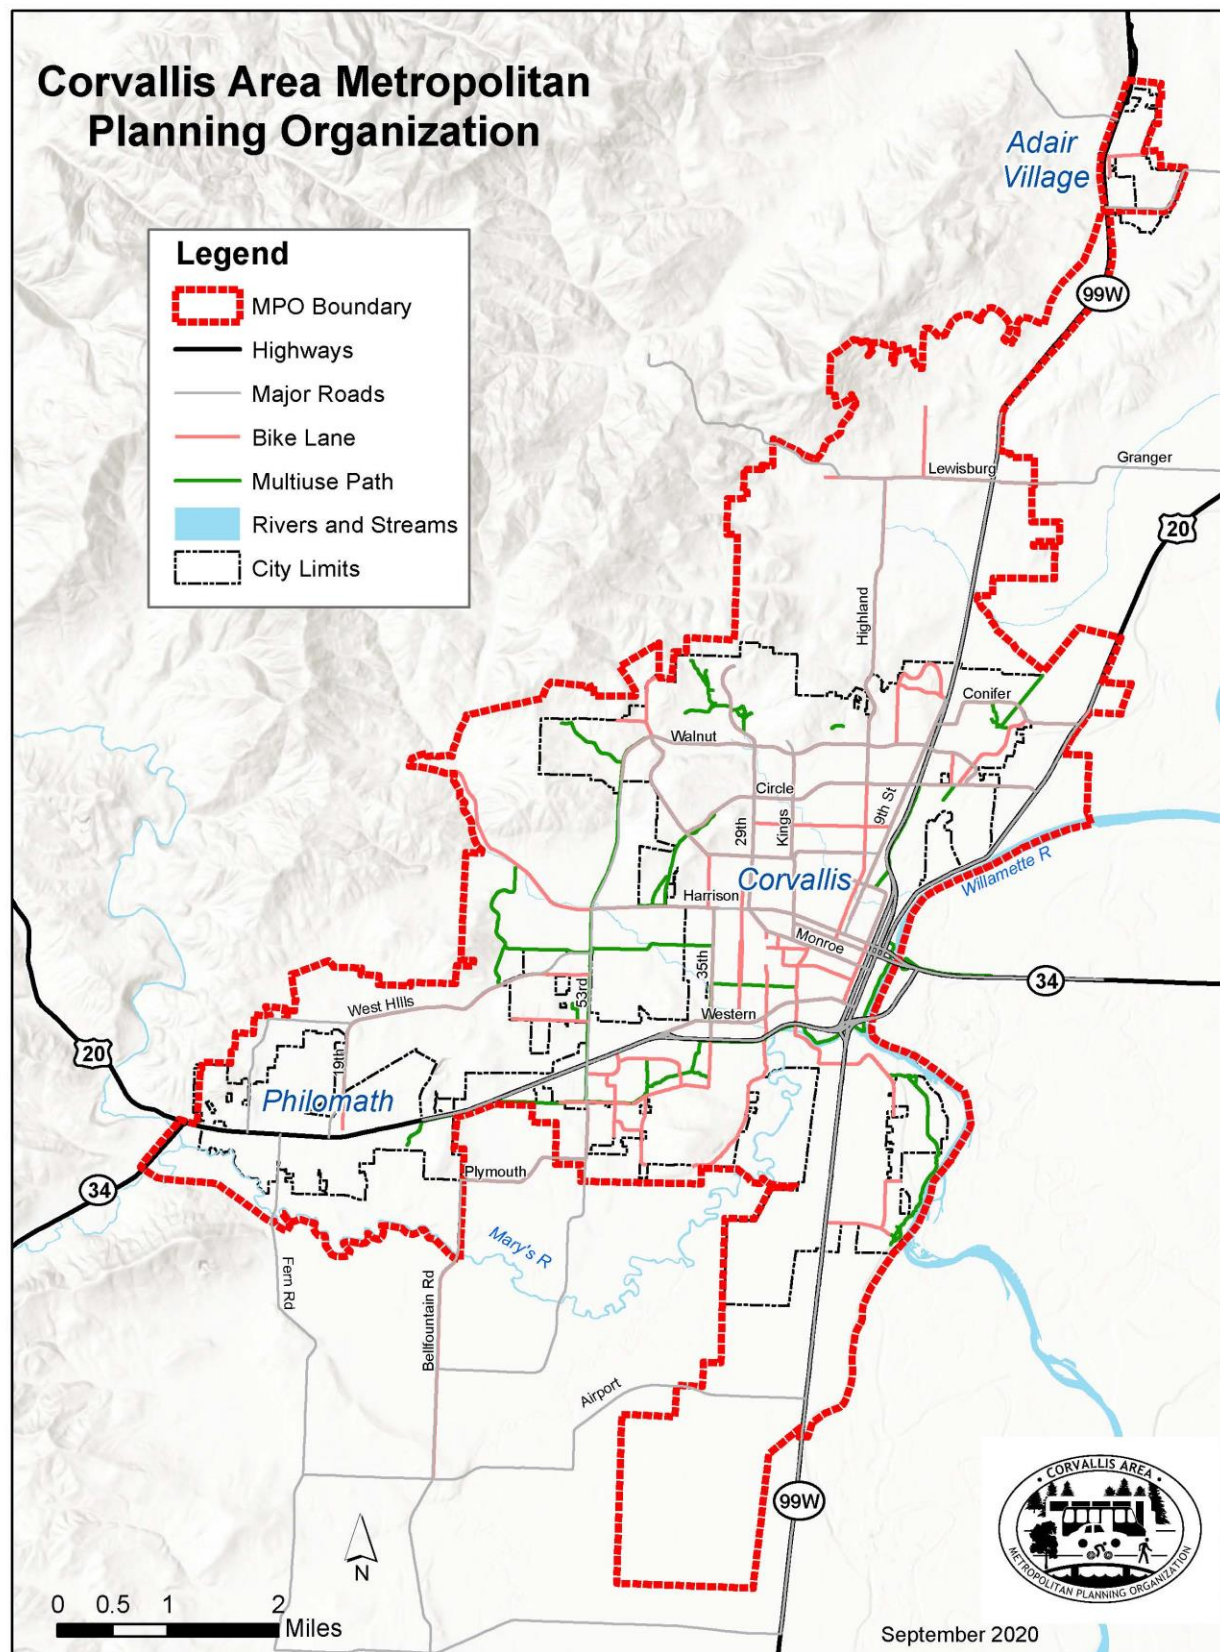 Corvallis Area Metropolitan
Planning Organization
Adair
Village
Legend
MPO Boundary
Highways
Major Roads
Bike Lane
Multiuse Path
Rivers and Streams
City Limits
99W
Lewisburg
Granger
20
Highland
Conifer
Walnut
Circle
9th St
29th
Kings
Corvallis
Willamette R
Harrison
Monroe
35th
34
53rd
West HIlls
Western
20
19th
Philomath
Plymouth
34
Mary's R
Fern Rd
Bellfountain Rd
Airport
99W
CORVALLIS AREA
METROPOLITAN PLANNING ORGANIZATION
N
0 0.5 1 2
Miles
September 2020